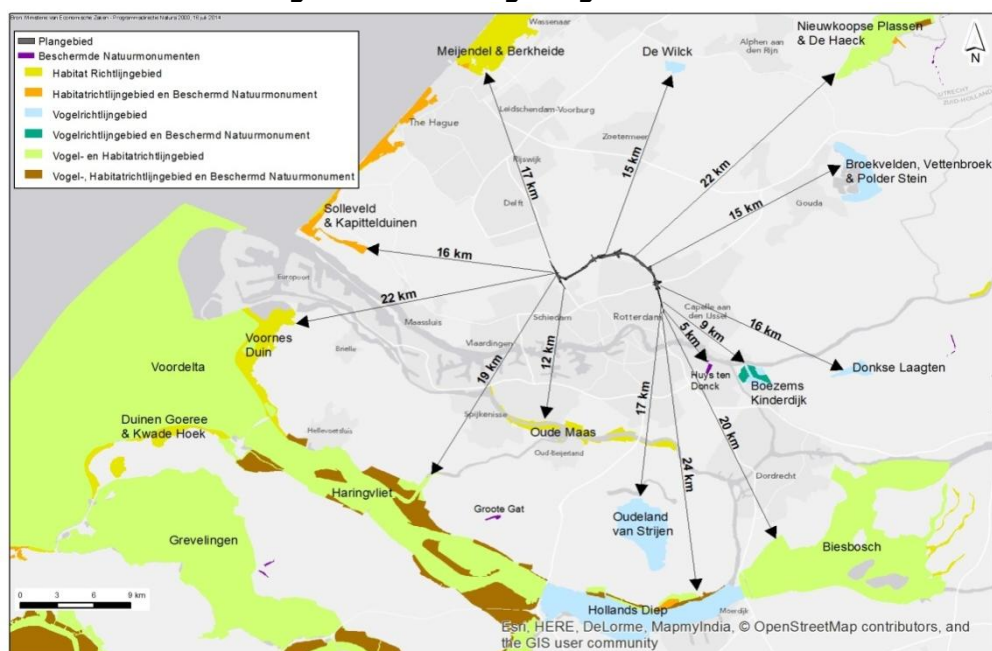 Bron: Ministerie van Economische Zaken - Programmadirectie Natura 2000, 18 juli 2014
Plangebied
Beschermde Natuurmonumenten
Habitat Richtlijngebied
Habitatrichtlijngebied en Beschermd Natuurmonument
Vogelrichtlijngebied
Vogelrichtlijngebied en Beschermd Natuurmonument
Vogel- en Habitatrichtlijngebied
Vogel-, Habitatrichtlijngebied en Beschermd Natuurmonument
Wassenaar
Meijendel & Berkheide
De Wilck
Alphen aan
den Rijn
Nieuwkoopse Plassen
& De Haeck
N
UTRECHT
ZUID-HOLLAND
Leidschendam-Voorburg
The Hague
Zoetermeer
Rijswijk
Delft
17 km
15 km
22 km
15 km
Broekvelden, Vettenbroek
& Polder Stein
Gouda
Solleveld
& Kapittelduinen
16 km
22 km
Europoort
Maassluis
Brielle
Vlaardingen
Schiedam
Rotterdam
Capelle aan
den IJssel
Voornes
Duin
Voordelta
19 km
12 km
5 km
9 km
16 km
Huys ten
Donck
Boezems
Kinderdijk
Donkse Laagten
17 km
24 km
20 km
Duinen Goeree
& Kwade Hoek
Hellevoetsluis
Spijkenisse
Oude Maas
Oud-Beijerland
Dordrecht
Haringvliet
Groote Gat
Oudeland
van Strijen
Biesbosch
Grevelingen
0 3 6 9 km
Hollands Diep
Moerdijk
Esri, HERE, DeLorme, MapmyIndia, © OpenStreetMap contributors, and
the GIS user community